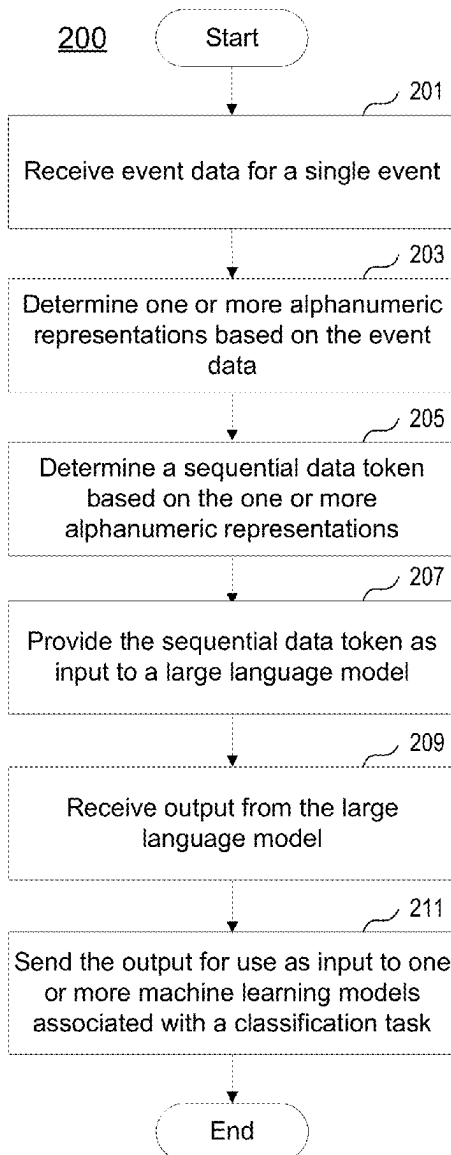 200
Start
201
Receive event data for a single event
203
Determine one or more alphanumeric
representations based on the event
data
205
Determine a sequential data token
based on the one or more
alphanumeric representations
207
Provide the sequential data token as
input to a large language model
209
Receive output from the large
language model
211
Send the output for use as input to one
or more machine learning models
associated with a classification task
End